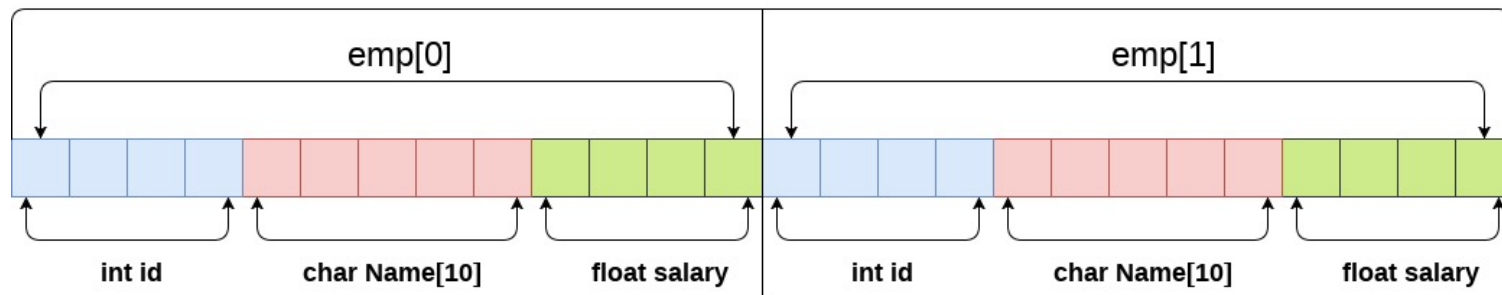 emp[0] emp[1]
int id char Name[10] float salary int id char Name[10] float salary